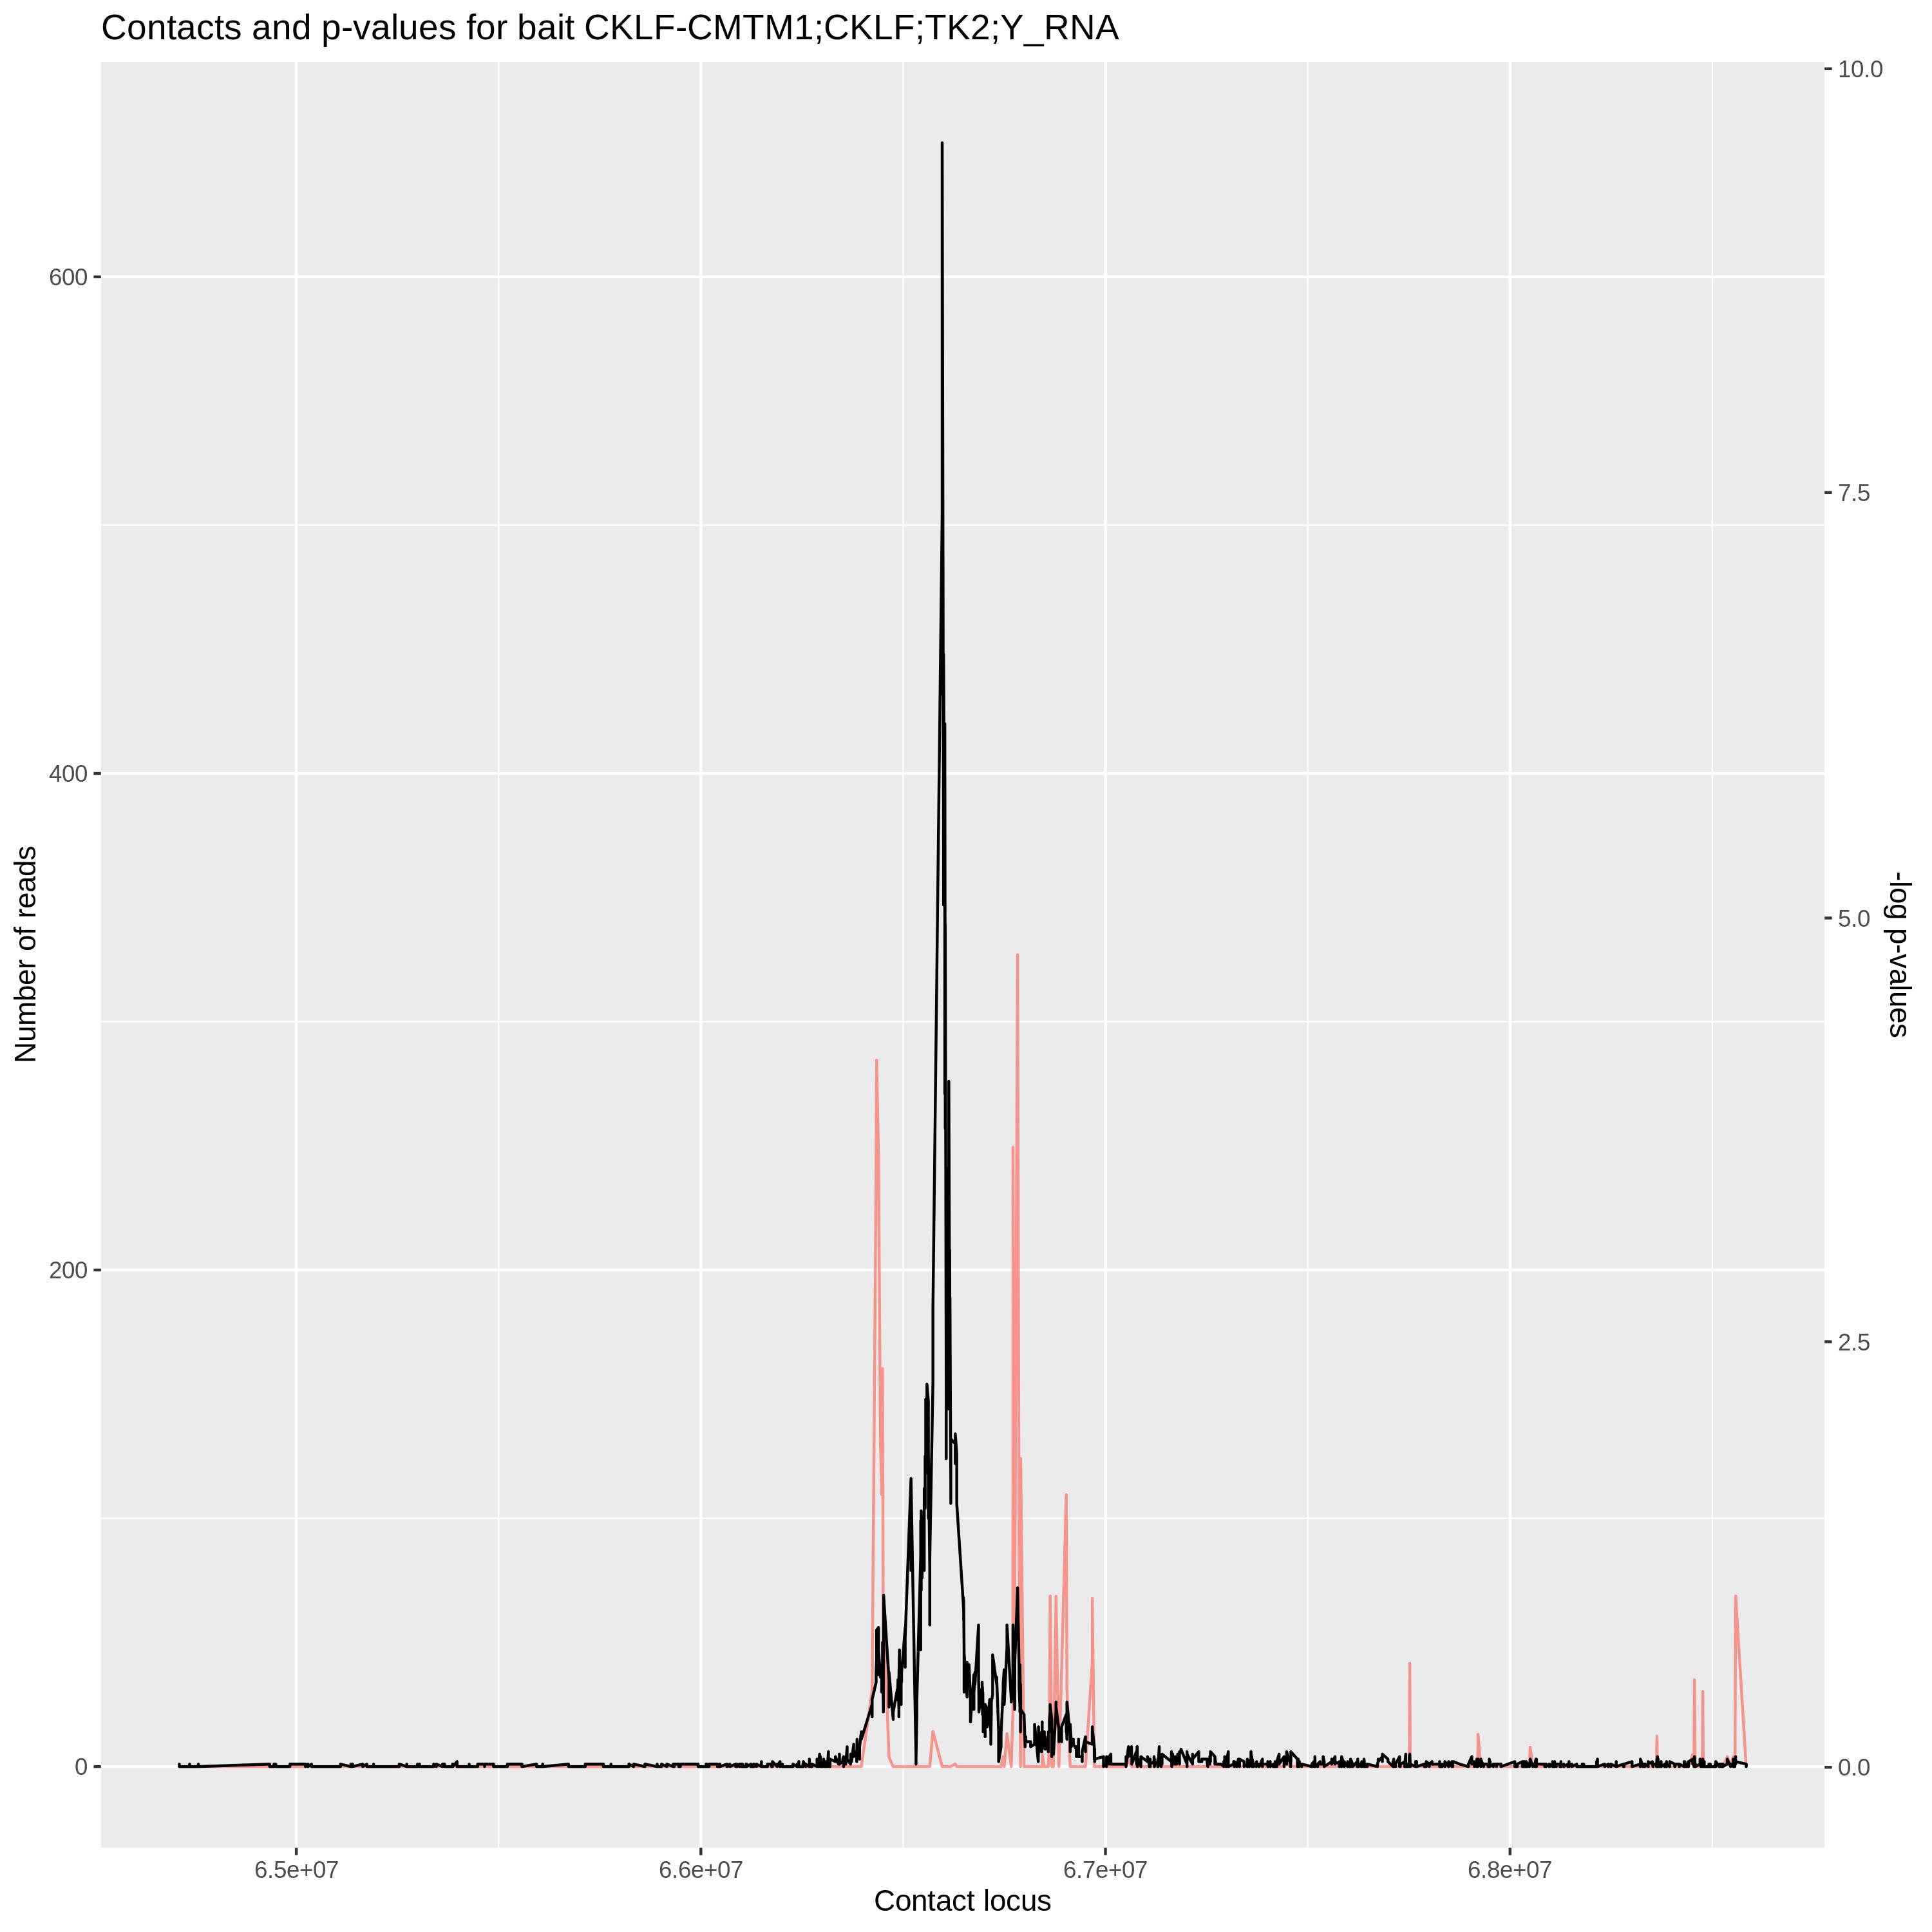 Contacts and p-values for bait CKLF-CMTM1;CKLF;TK2;Y_RNA
10.0
600
7.5
400
5.0
Number of reads
-log p-values
200
2.5
0
0.0
6.5e+07 6.6e+07 6.7e+07 6.8e+07
Contact locus